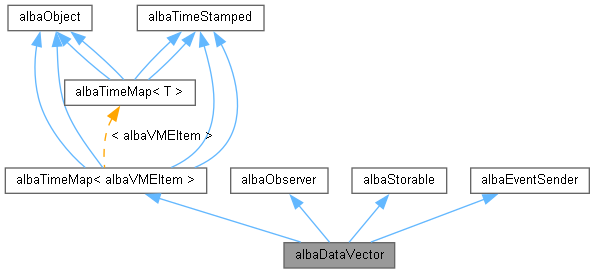 albaObject
albaTimeStamped
albaTimeMap< T >
< albaVMEItem >
albaTimeMap< albaVMEItem >
albaObserver
albaStorable
albaEventSender
albaDataVector